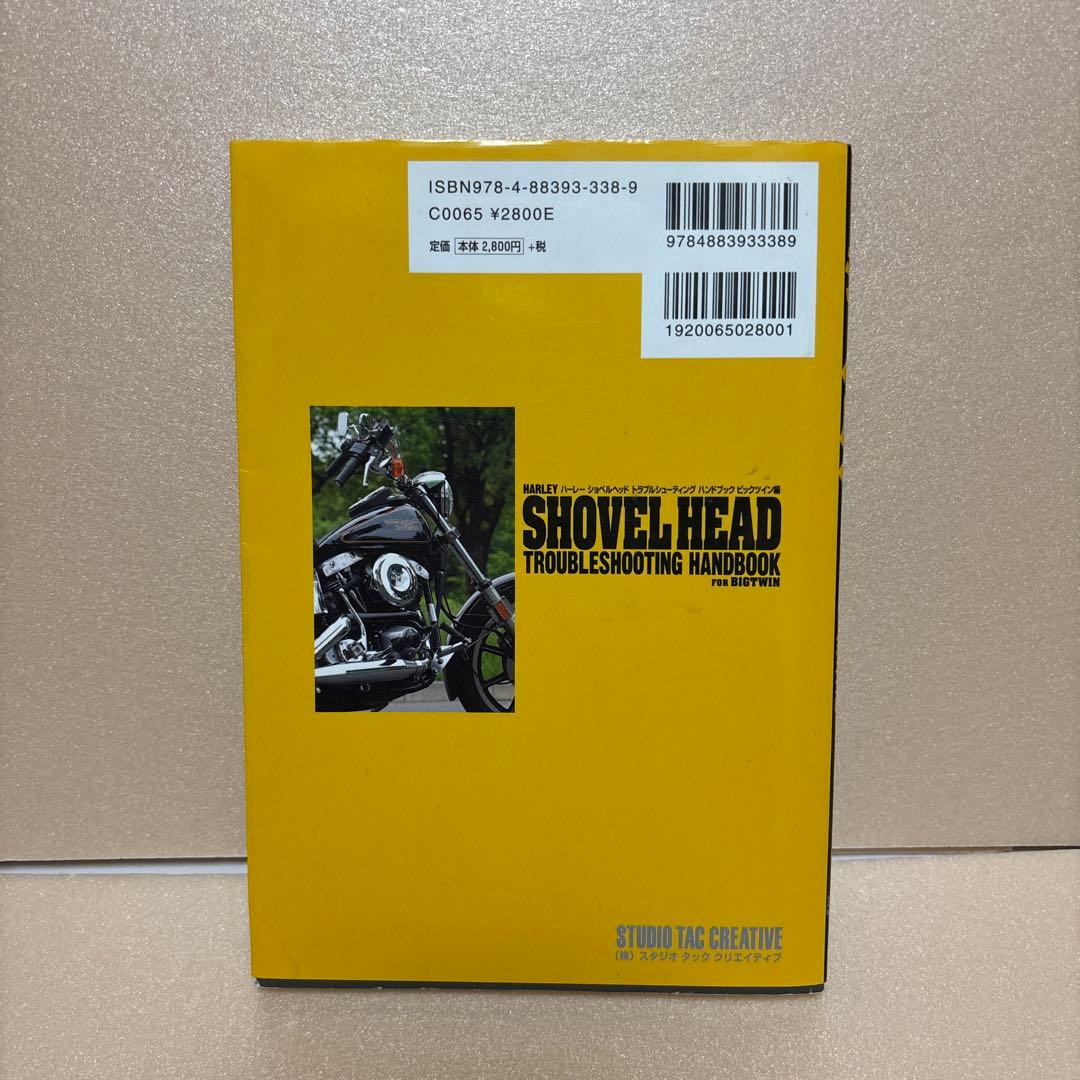 ISBN978-4-88393-338-9
C0065 ¥2800E
定価 本体 2,800円 +税
9784883933389
1920065028001
HARLEY ハーレー ショベルヘッド トラブルシューティング ハンドブック ビックツイン編
SHOVEL HEAD
TROUBLESHOOTING HANDBOOK
FOR BIGTWIN
STUDIO TAC CREATIVE
(株) スタジオ タック クリエイティブ